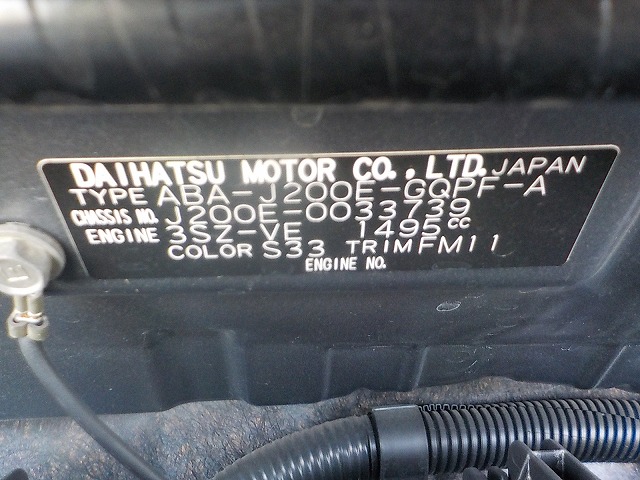 DAIHATSU MOTOR CO., LTD. JAPAN
TYPE ABA-J200E-GQPF-A
CHASSIS NO. J200E-0033739
ENGINE 3SZ-VE 1495cc
COLOR S33 TRIM FM11
ENGINE NO.